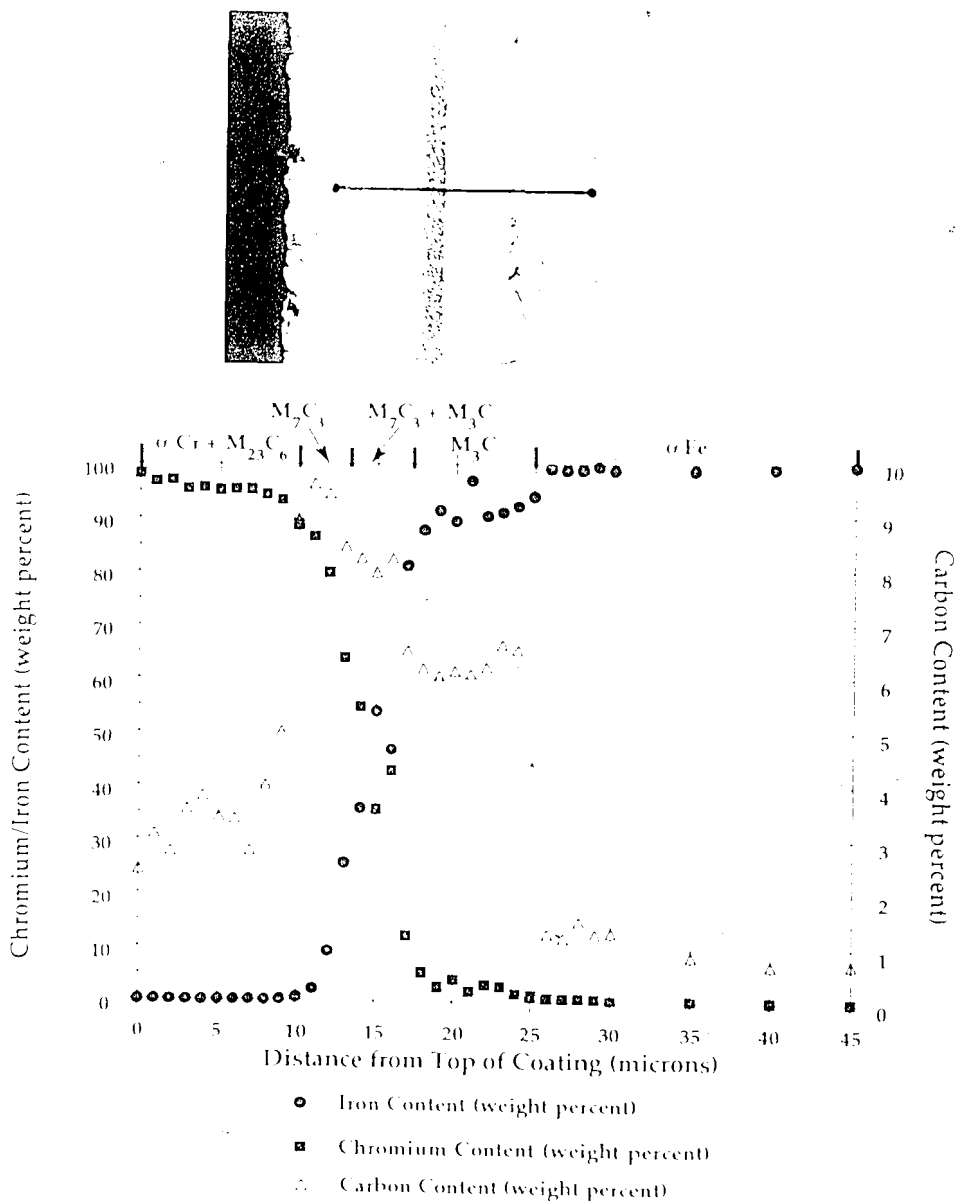 M₇C₃ M₇C₃ + M₃C
σ Cr + M₂₃C₆ M₃C σ Fe
Chromium/Iron Content (weight percent)
100
90
80
70
60
50
40
30
20
10
0
10
9
8
7
6
5
4
3
2
1
0
Carbon Content (weight percent)
0 5 10 15 20 25 30 35 40 45
Distance from Top of Coating (microns)
Iron Content (weight percent)
Chromium Content (weight percent)
Carbon Content (weight percent)